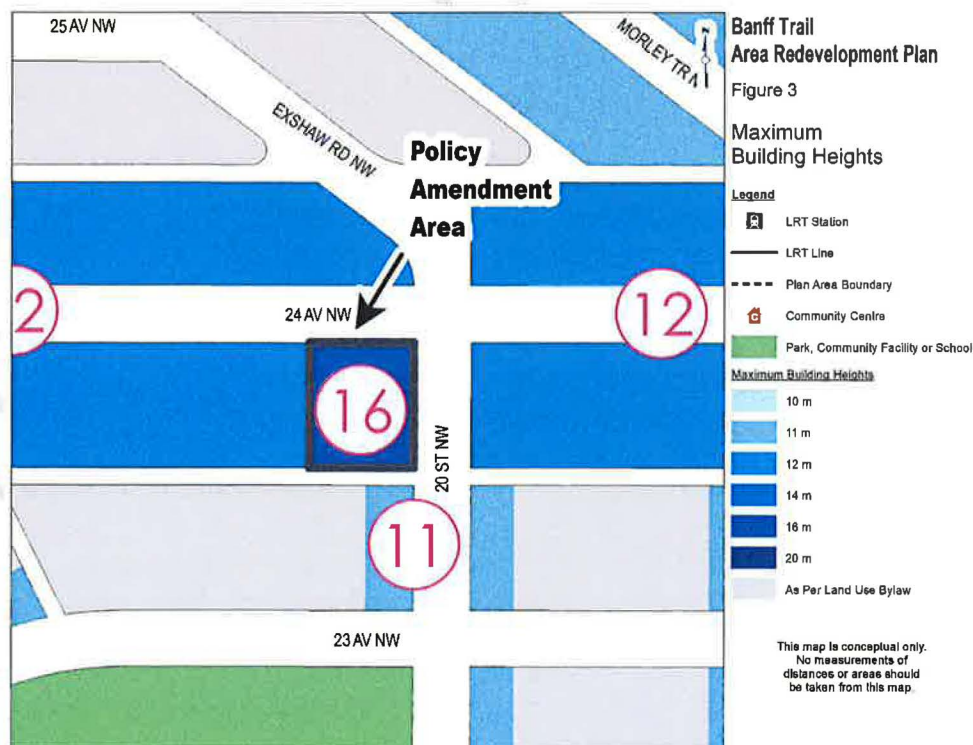 25 AV NW
MORLEY TR N
N
EXSHAW RD NW
Policy
Amendment
Area
24 AV NW
2
12
16
20 ST NW
11
23 AV NW
Banff Trail
Area Redevelopment Plan
Figure 3
Maximum
Building Heights
Legend
LRT Station
LRT Line
Plan Area Boundary
C
Community Centre
Park, Community Facility or School
Maximum Building Heights
10 m
11 m
12 m
14 m
16 m
20 m
As Per Land Use Bylaw
This map is conceptual only.
No measurements of
distances or areas should
be taken from this map.